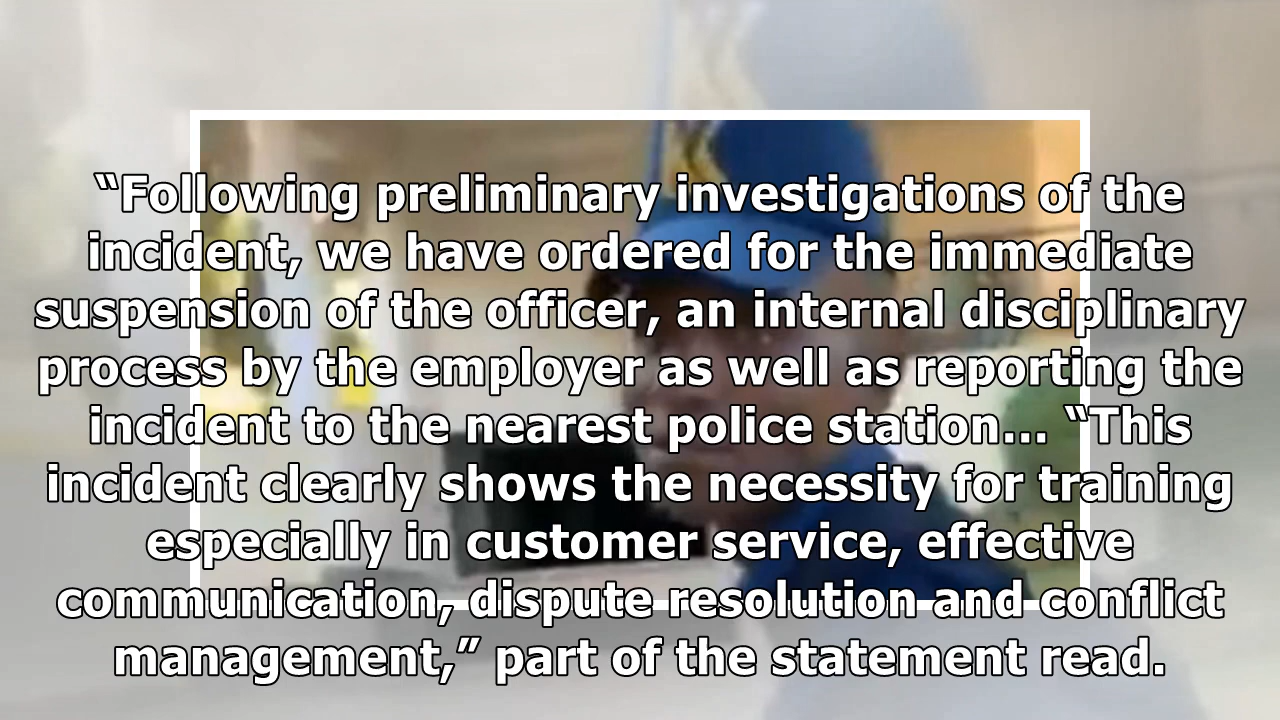 “Following preliminary investigations of the
incident, we have ordered for the immediate
suspension of the officer, an internal disciplinary
process by the employer as well as reporting the
incident to the nearest police station... “This
incident clearly shows the necessity for training
especially in customer service, effective
communication, dispute resolution and conflict
management,” part of the statement read.